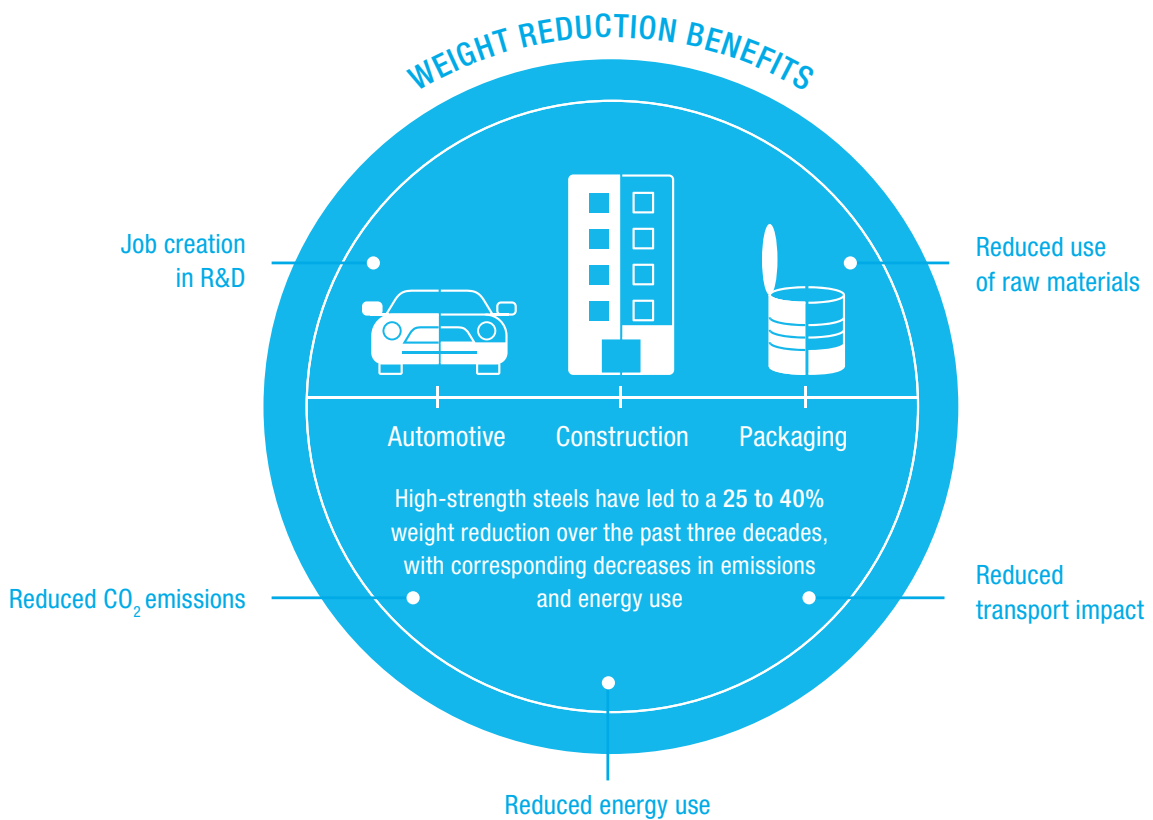 WEIGHT REDUCTION BENEFITS
Job creation
in R&D
Reduced use
of raw materials
Automotive
Construction
Packaging
High-strength steels have led to a 25 to 40%
weight reduction over the past three decades,
with corresponding decreases in emissions
and energy use
Reduced CO₂ emissions
Reduced
transport impact
Reduced energy use